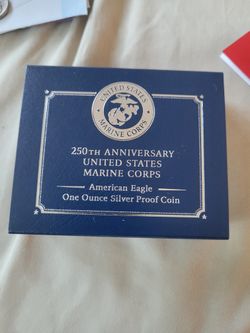 UNITED STATES
MARINE CORPS
250TH ANNIVERSARY
UNITED STATES
MARINE CORPS
American Eagle
One Ounce Silver Proof Coin